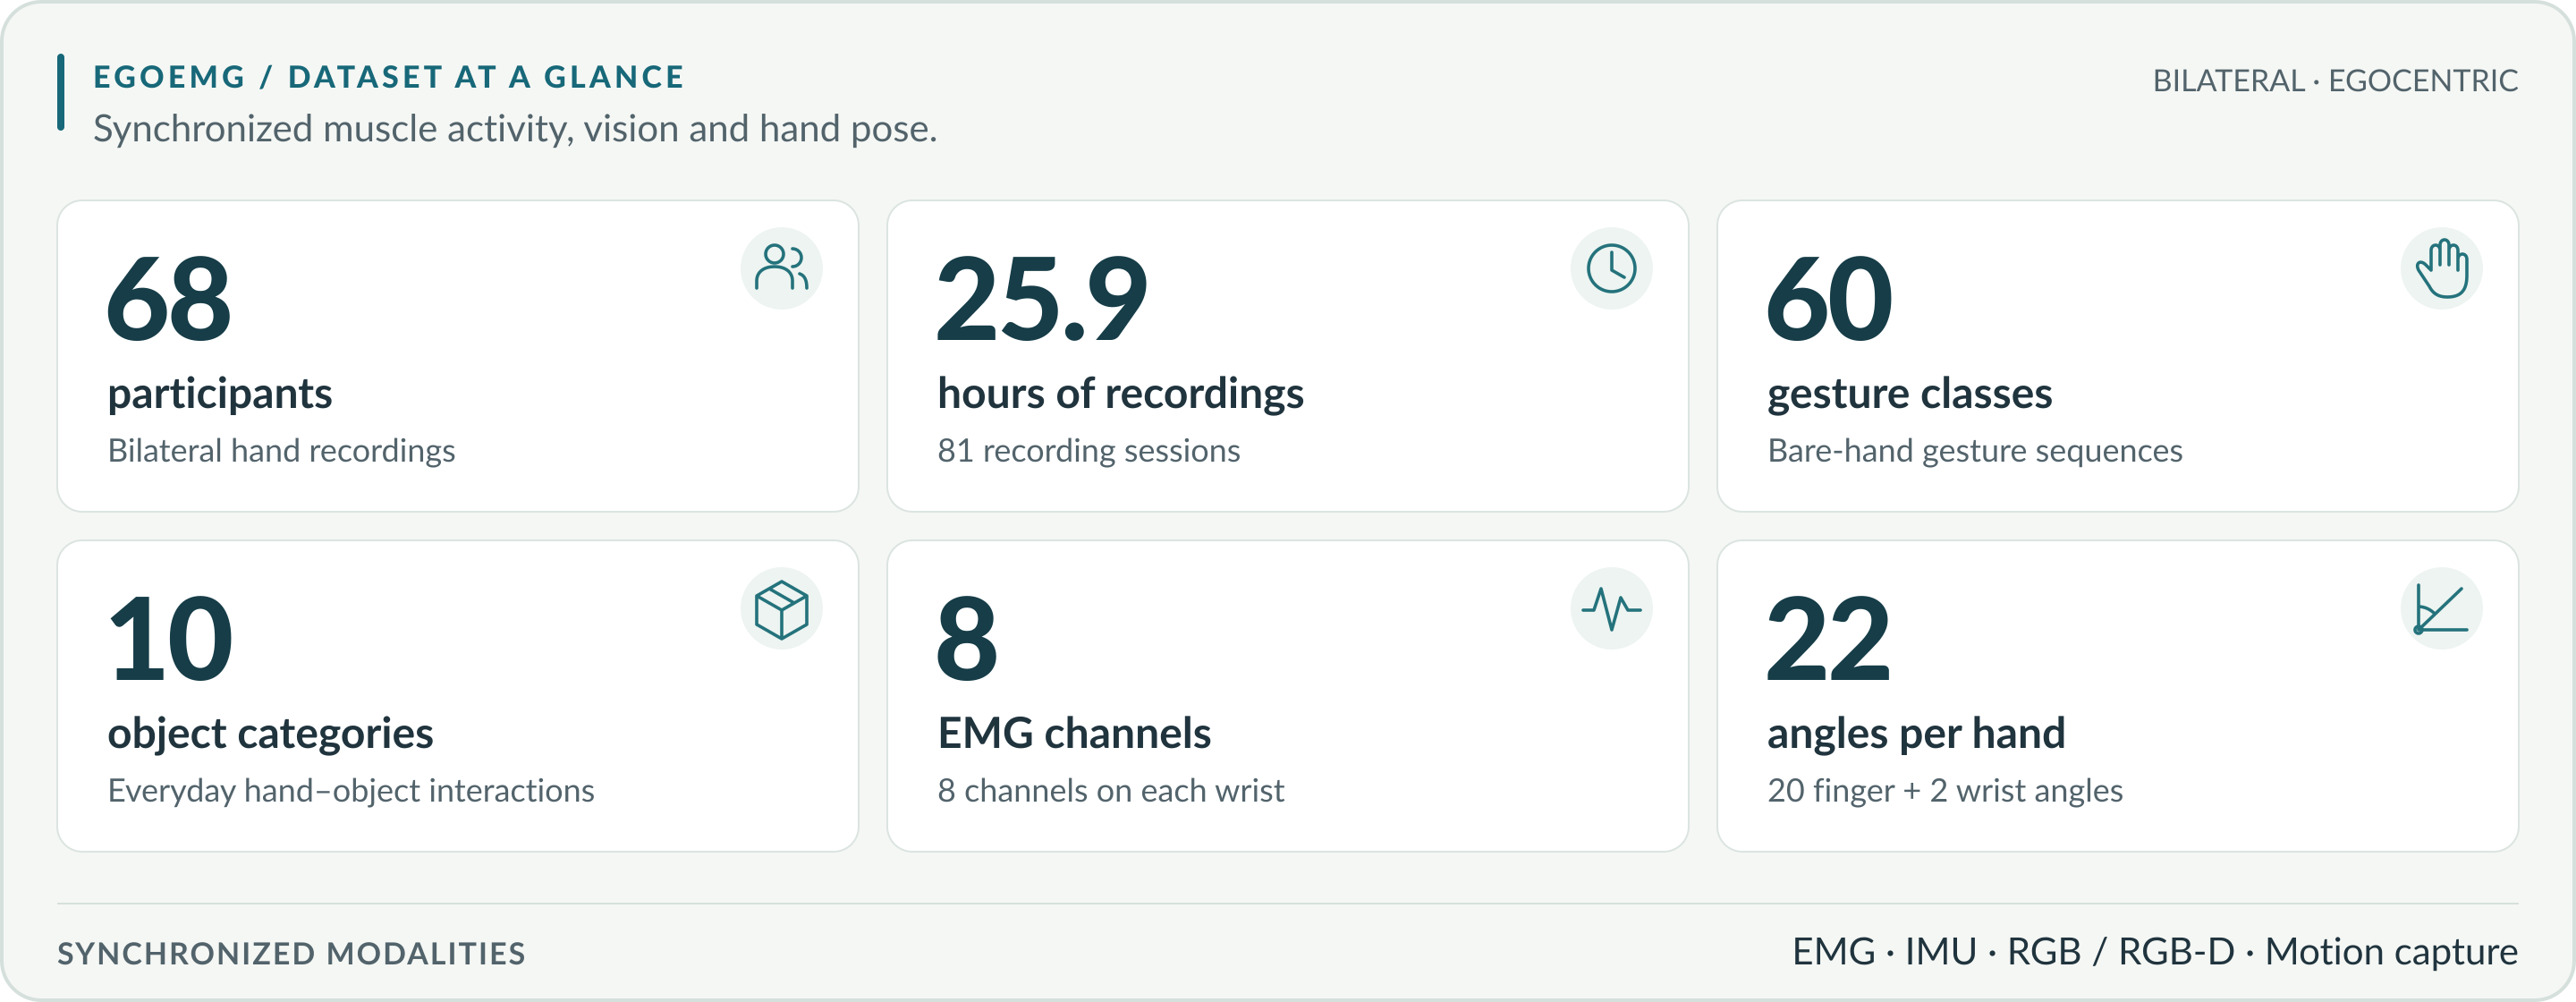 EGOEMG / DATASET AT A GLANCE
Synchronized muscle activity, vision and hand pose.
BILATERAL · EGOCENTRIC
68
participants
Bilateral hand recordings
25.9
hours of recordings
81 recording sessions
60
gesture classes
Bare-hand gesture sequences
10
object categories
Everyday hand–object interactions
8
EMG channels
8 channels on each wrist
22
angles per hand
20 finger + 2 wrist angles
SYNCHRONIZED MODALITIES
EMG · IMU · RGB / RGB-D · Motion capture